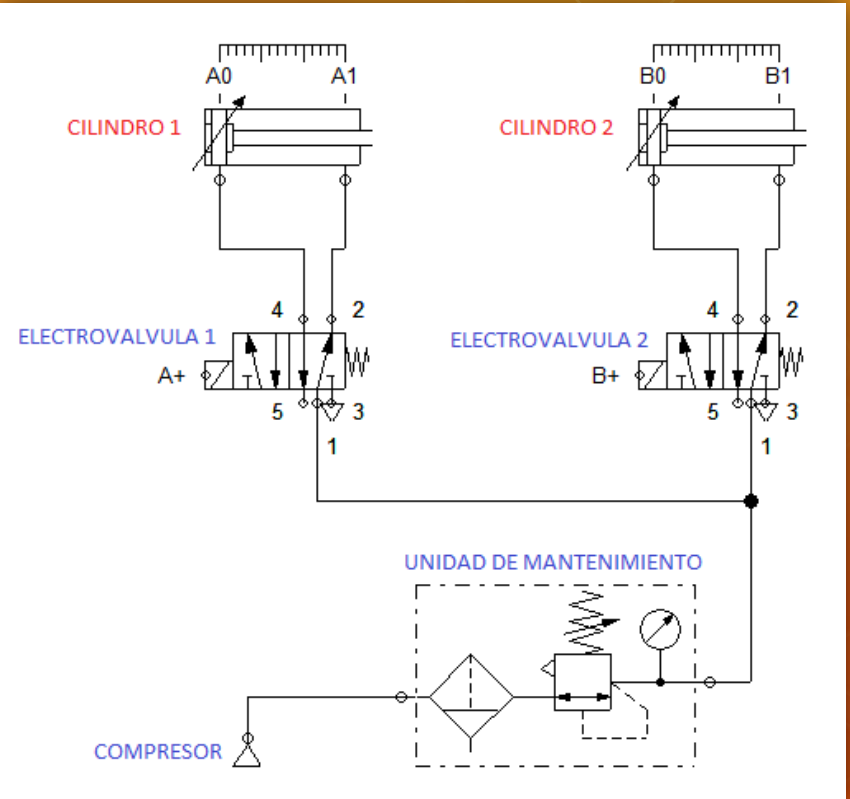 A0 A1 B0 B1
CILINDRO 1 CILINDRO 2
4 2 4 2
ELECTROVALVULA 1 ELECTROVALVULA 2
A+ B+
5 3 5 3
1 1
UNIDAD DE MANTENIMIENTO
COMPRESOR